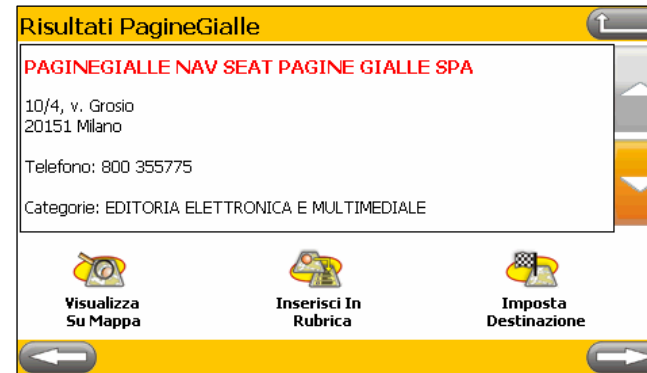 Risultati PagineGialle
PAGINEGIALLE NAV SEAT PAGINE GIALLE SPA
10/4, v. Grosio
20151 Milano
Telefono: 800 355775
Categorie: EDITORIA ELETTRONICA E MULTIMEDIALE
Visualizza
Su Mappa
Inserisci In
Rubrica
Imposta
Destinazione